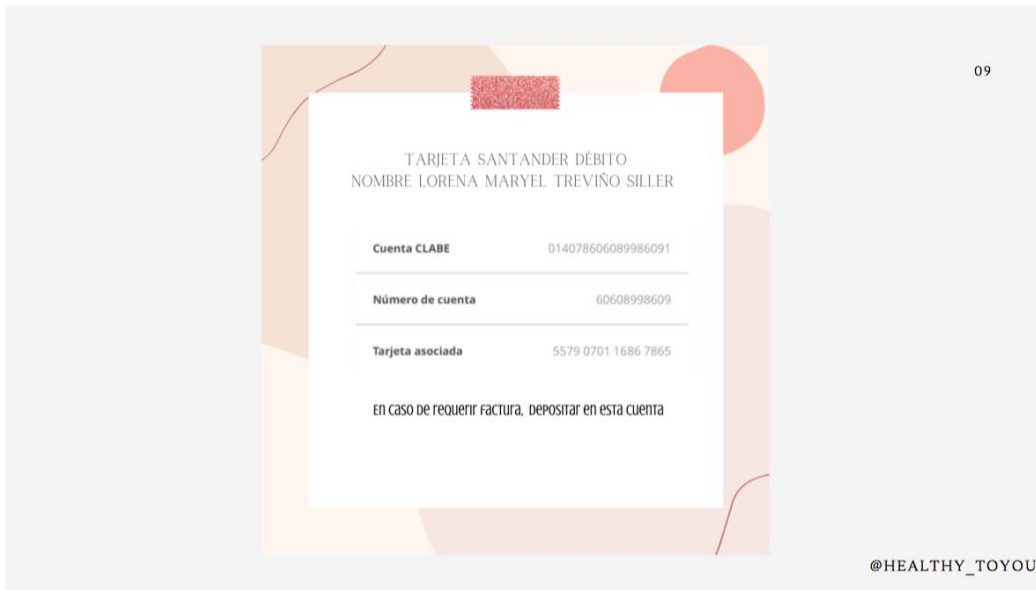 09
TARJETA SANTANDER DÉBITO
NOMBRE LORENA MARYEL TREVIÑO SILLER
Cuenta CLABE 014078606089986091
Número de cuenta 60608998609
Tarjeta asociada 5579 0701 1686 7865
En caso de requerir factura, depositar en esta cuenta
@HEALTHY_TOYOU